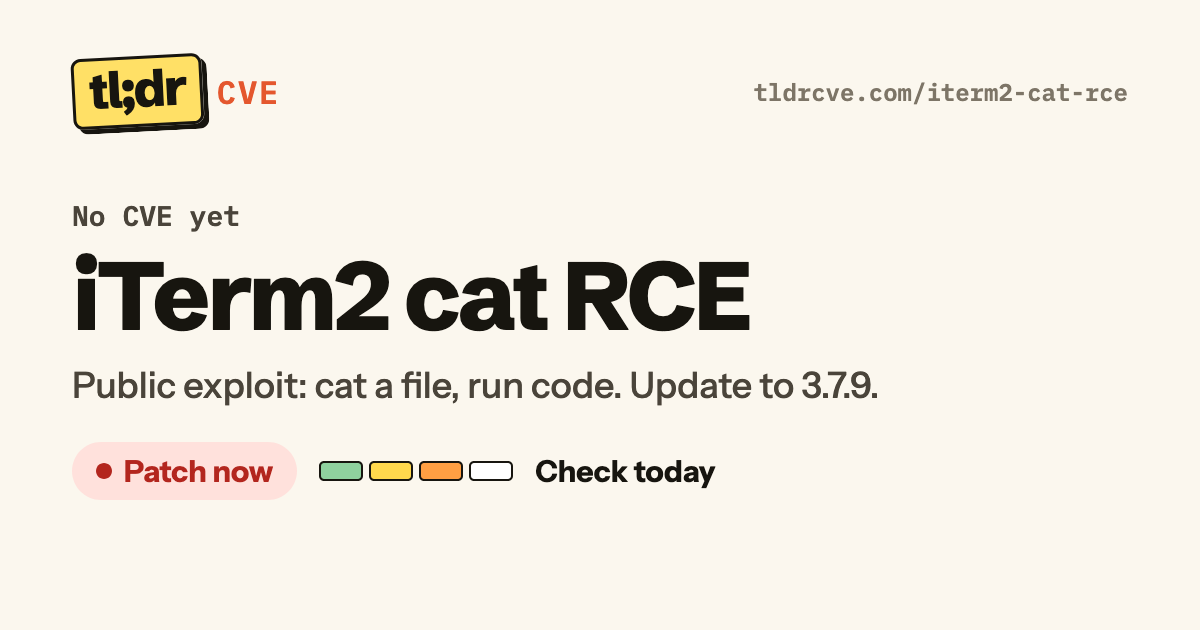 tl;dr CVE
tldrcve.com/iterm2-cat-rce
No CVE yet
iTerm2 cat RCE
Public exploit: cat a file, run code. Update to 3.7.9.
Patch now
Check today